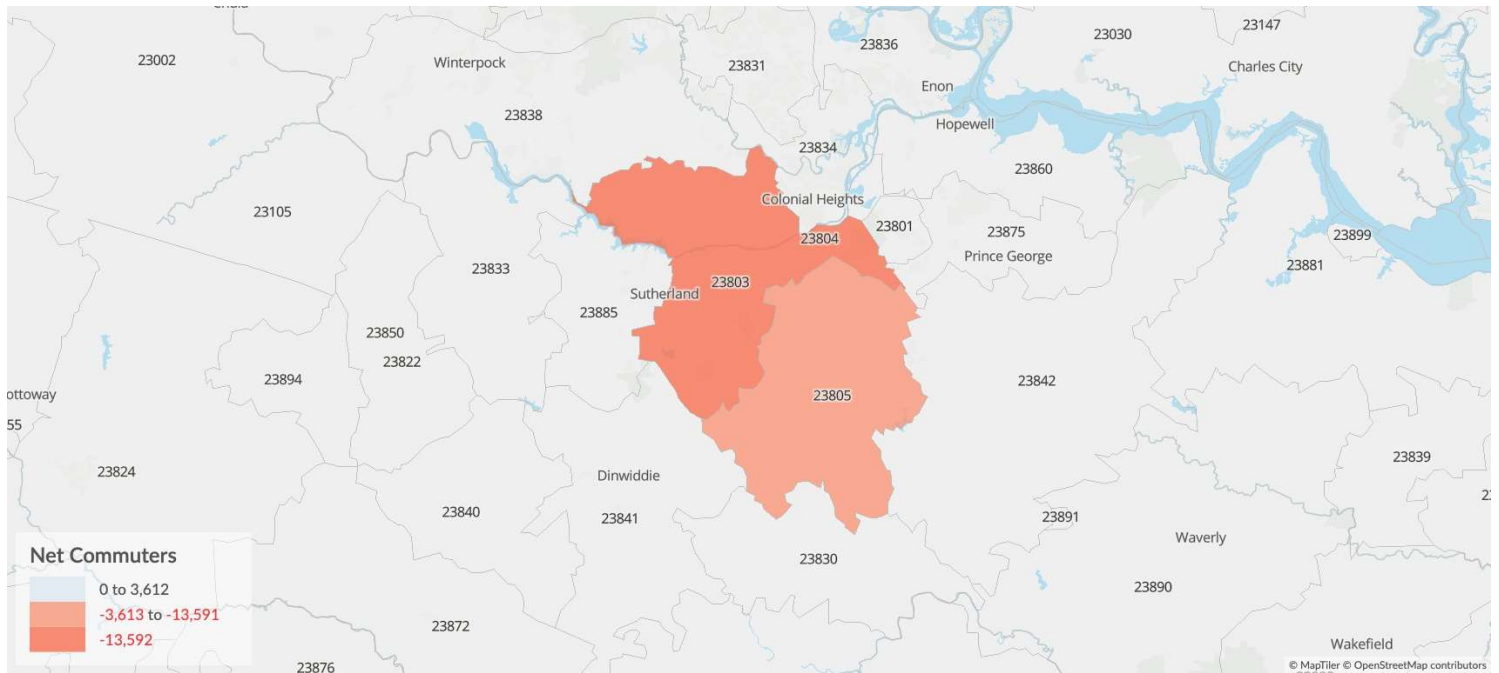 23147
23836
23030
23002
Winterpock
23831
Charles City
Enon
23838
Hopewell
23834
23860
Colonial Heights
23105
23801
23875
23804
23899
Prince George
23881
23833
23803
Sutherland
23885
23850
23822
23894
23842
ottoway
23805
55
23839
23824
Dinwiddie
23840
23841
23891
Waverly
23830
Net Commuters
0 to 3,612
23890
-3,613 to -13,591
23872
-13,592
Wakefield
23876
© MapTiler © OpenStreetMap contributors